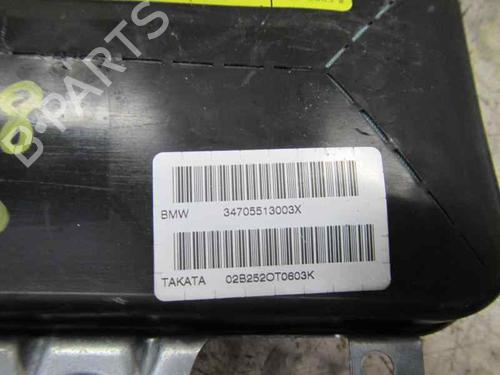 B-PARTS
BMW 34705513003X
TAKATA 02B252OT0603K